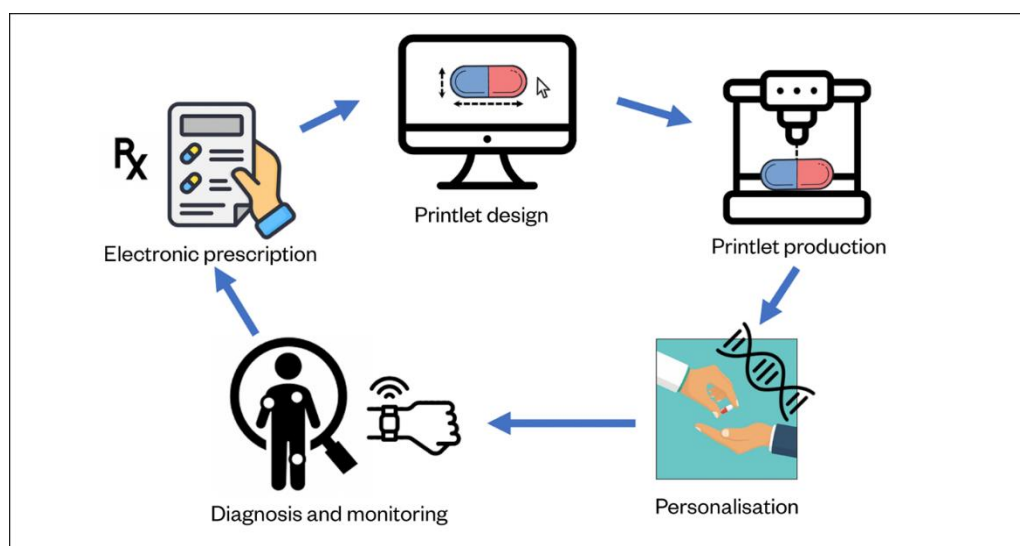 Rx
Electronic prescription
Printlet design
Printlet production
Personalisation
Diagnosis and monitoring